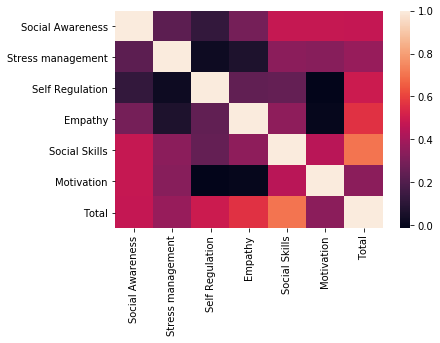 Social Awareness
Stress management
Self Regulation
Empathy
Social Skills
Motivation
Total
Social Awareness
Stress management
Self Regulation
Empathy
Social Skills
Motivation
Total
1.0
0.8
0.6
0.4
0.2
0.0